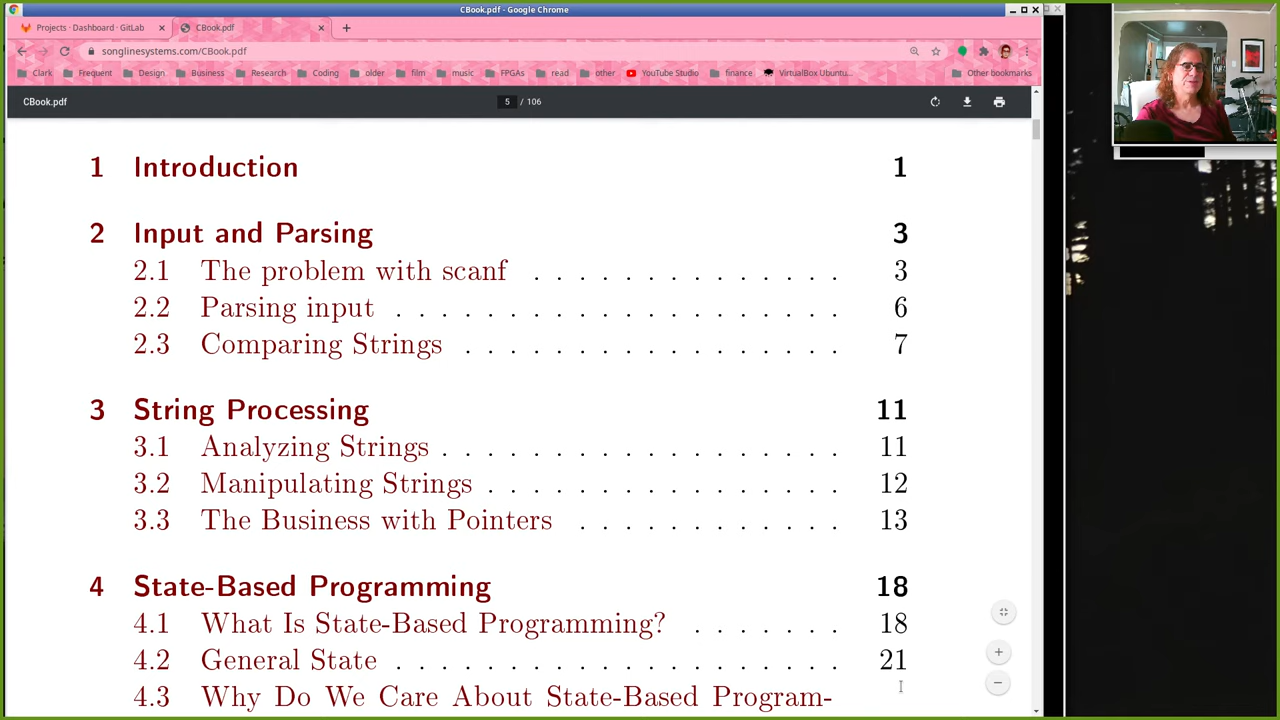 CBook.pdf - Google Chrome
Projects · Dashboard · GitLab
CBook.pdf
songlinesystems.com/CBook.pdf
Clark
Frequent
Design
Business
Research
Coding
older
film
music
FPGAs
read
other
YouTube Studio
finance
VirtualBox Ubuntu...
Other bookmarks
CBook.pdf
5 / 106
1 Introduction 1
2 Input and Parsing 3
2.1 The problem with scanf . . . . . . . . . . . . . . 3
2.2 Parsing input . . . . . . . . . . . . . . . . . . . . 6
2.3 Comparing Strings . . . . . . . . . . . . . . . . . 7
3 String Processing 11
3.1 Analyzing Strings . . . . . . . . . . . . . . . . . . 11
3.2 Manipulating Strings . . . . . . . . . . . . . . . . 12
3.3 The Business with Pointers . . . . . . . . . . . . 13
4 State-Based Programming 18
4.1 What Is State-Based Programming? . . . . . . . 18
4.2 General State . . . . . . . . . . . . . . . . . . . . 21
4.3 Why Do We Care About State-Based Program-